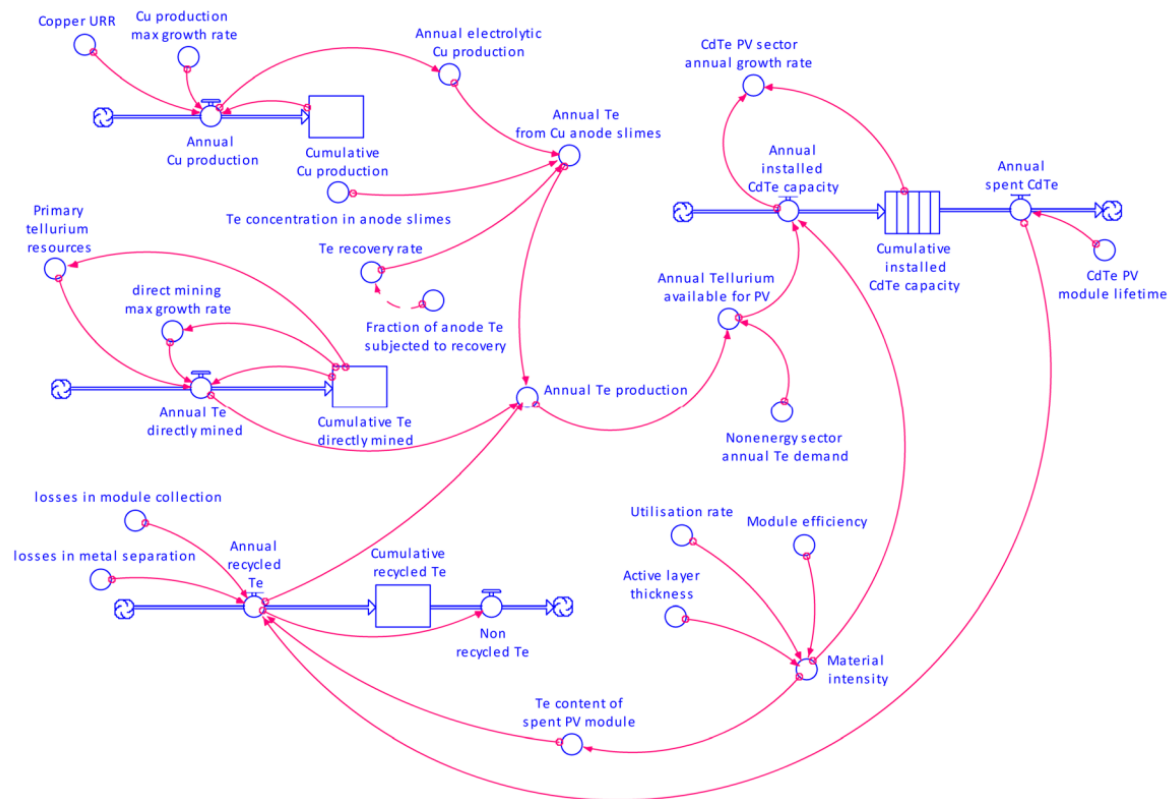 Copper URR
Cu production
max growth rate
Annual electrolytic
Cu production
CdTe PV sector
annual growth rate
Annual
Cu production
Cumulative
Cu production
Annual Te
from Cu anode slimes
Annual
installed
CdTe capacity
Annual
spent CdTe
Te concentration in anode slimes
Primary
tellurium
resources
Te recovery rate
Cumulative
installed
CdTe capacity
CdTe PV
module lifetime
direct mining
max growth rate
Annual Tellurium
available for PV
Fraction of anode Te
subjected to recovery
Annual Te production
Annual Te
directly mined
Cumulative Te
directly mined
Nonenergy sector
annual Te demand
losses in module collection
losses in metal separation
Annual
recycled
Te
Cumulative
recycled Te
Non
recycled Te
Utilisation rate
Module efficiency
Active layer
thickness
Material
intensity
Te content of
spent PV module